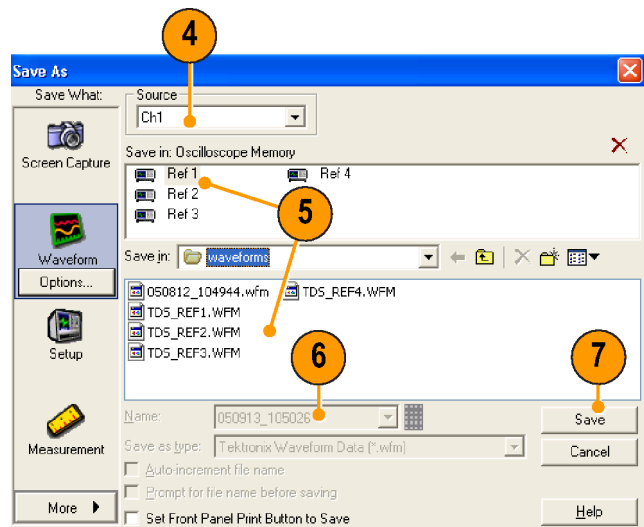 4
Save As
Save What:
Source
Ch1
Screen Capture
Save in: Oscilloscope Memory
Ref 1
Ref 4
Ref 2
Ref 3
5
Waveform
Options...
Save in:
waveforms
050812_104944.wfm
TDS_REF4.WFM
TDS_REF1.WFM
TDS_REF2.WFM
TDS_REF3.WFM
Setup
6
7
Name:
050913_105026
Save
Measurement
Save as type:
Tektronix Waveform Data (*.wfm)
Cancel
Auto-increment file name
Prompt for file name before saving
More
Set Front Panel Print Button to Save
Help